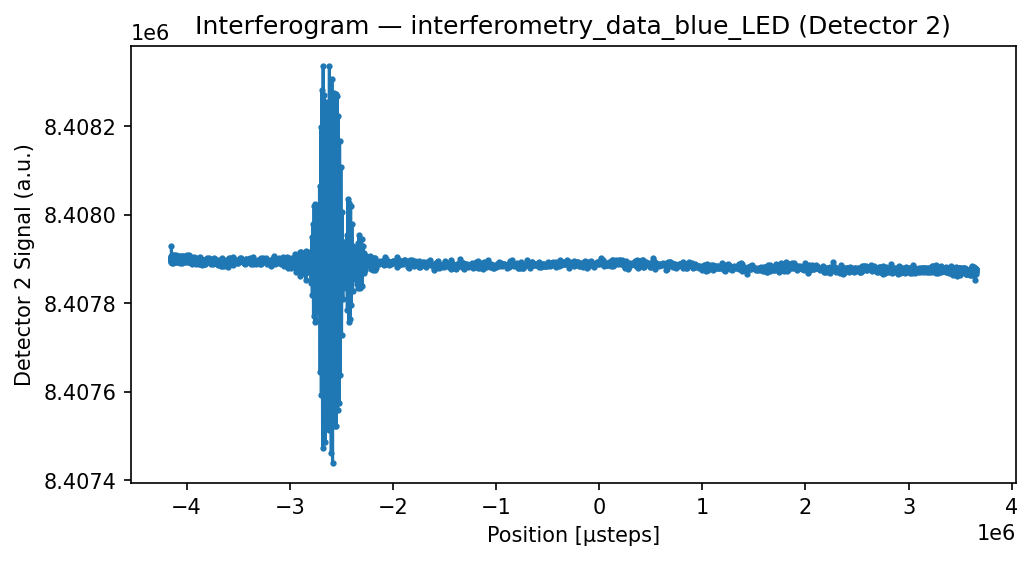 Interferogram — interferometry_data_blue_LED (Detector 2)
1e6
8.4082
8.4080
8.4078
8.4076
8.4074
Detector 2 Signal (a.u.)
−4 −3 −2 −1 0 1 2 3 4
1e6
Position [μsteps]